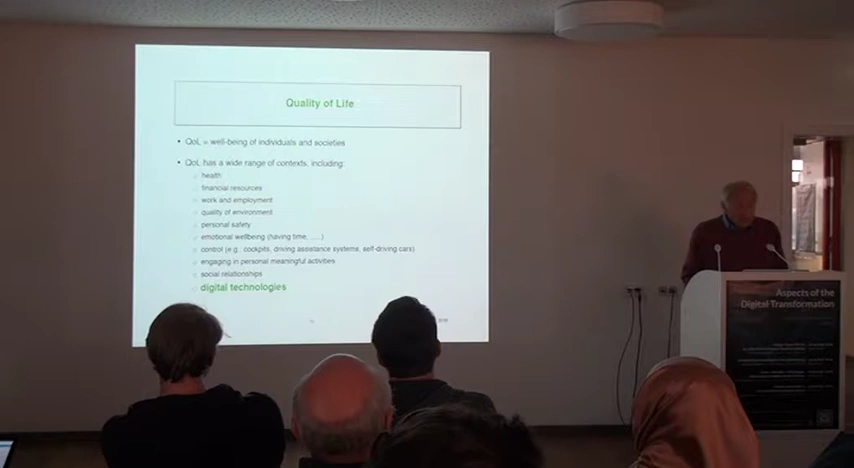 Quality of Life
• QoL = well-being of individuals and societies
• QoL has a wide range of contexts, including:
health
financial resources
work and employment
quality of environment
personal safety
emotional wellbeing (having time, .....)
control (e.g. cockpits, driving assistance systems, self-driving cars)
engaging in personal meaningful activities
social relationships
digital technologies
Aspects of the
Digital Transformation